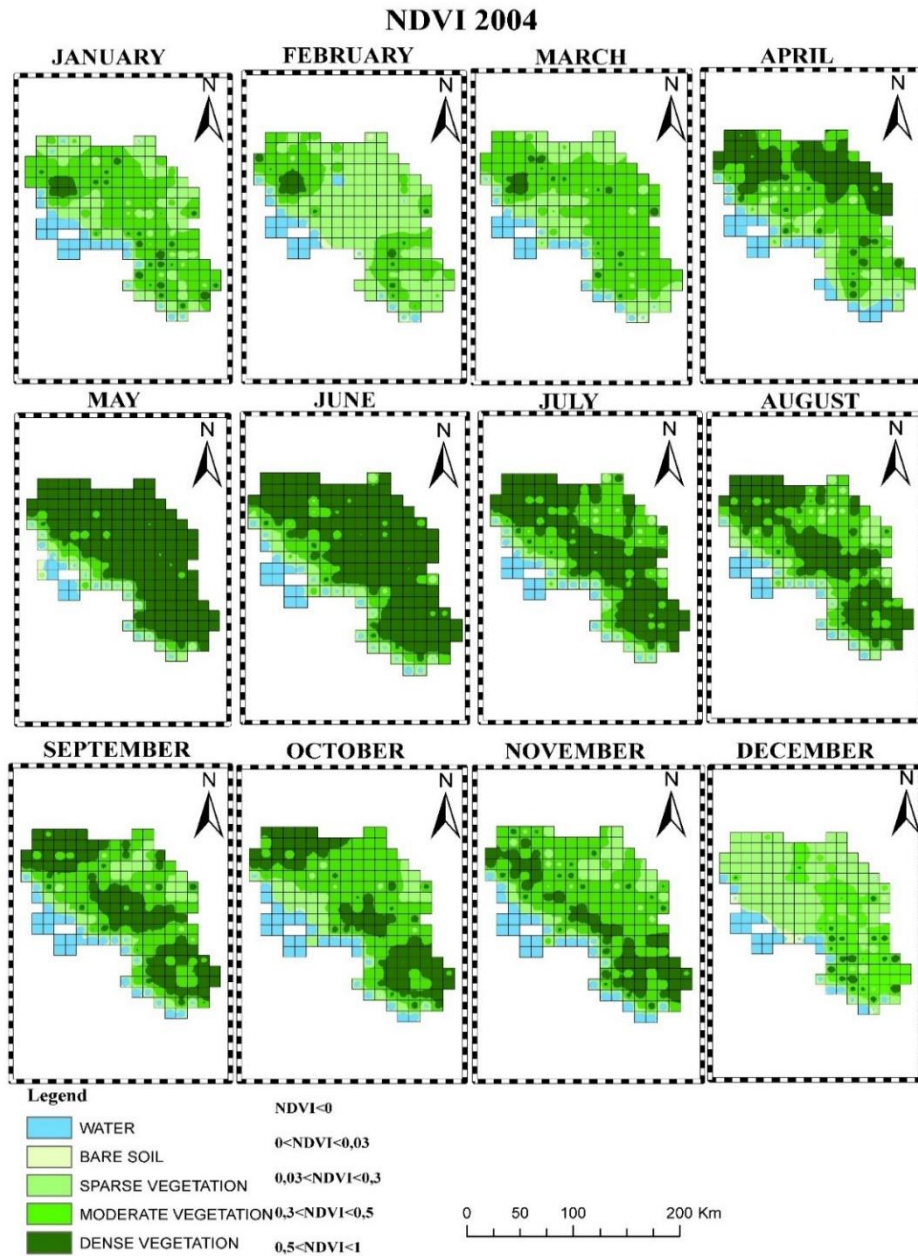 NDVI 2004
JANUARY
FEBRUARY
MARCH
APRIL
N
N
N
N
MAY
JUNE
JULY
AUGUST
N
N
N
N
SEPTEMBER
OCTOBER
NOVEMBER
DECEMBER
N
N
N
N
Legend
WATER
NDVI<0
BARE SOIL
0<NDVI<0,03
SPARSE VEGETATION
0,03<NDVI<0,3
MODERATE VEGETATION
0,3<NDVI<0,5
DENSE VEGETATION
0,5<NDVI<1
0 50 100 200 Km